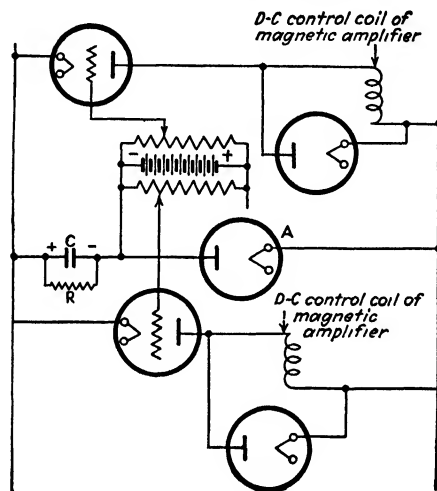 D-C control coil of
magnetic amplifier
- +
A
+ C -
R
D-C control coil of
magnetic
amplifier